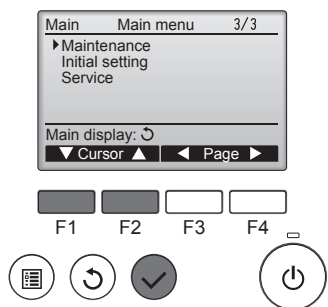 Main Main menu 3/3
Maintenance
Initial setting
Service
Main display:
Cursor Page
F1 F2 F3 F4